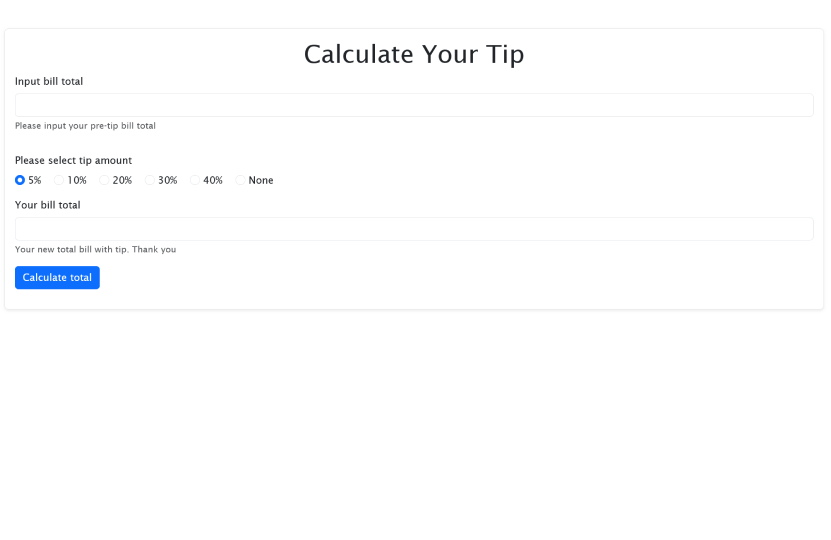 Calculate Your Tip
Input bill total
Please input your pre-tip bill total
Please select tip amount
5% 10% 20% 30% 40% None
Your bill total
Your new total bill with tip. Thank you
Calculate total